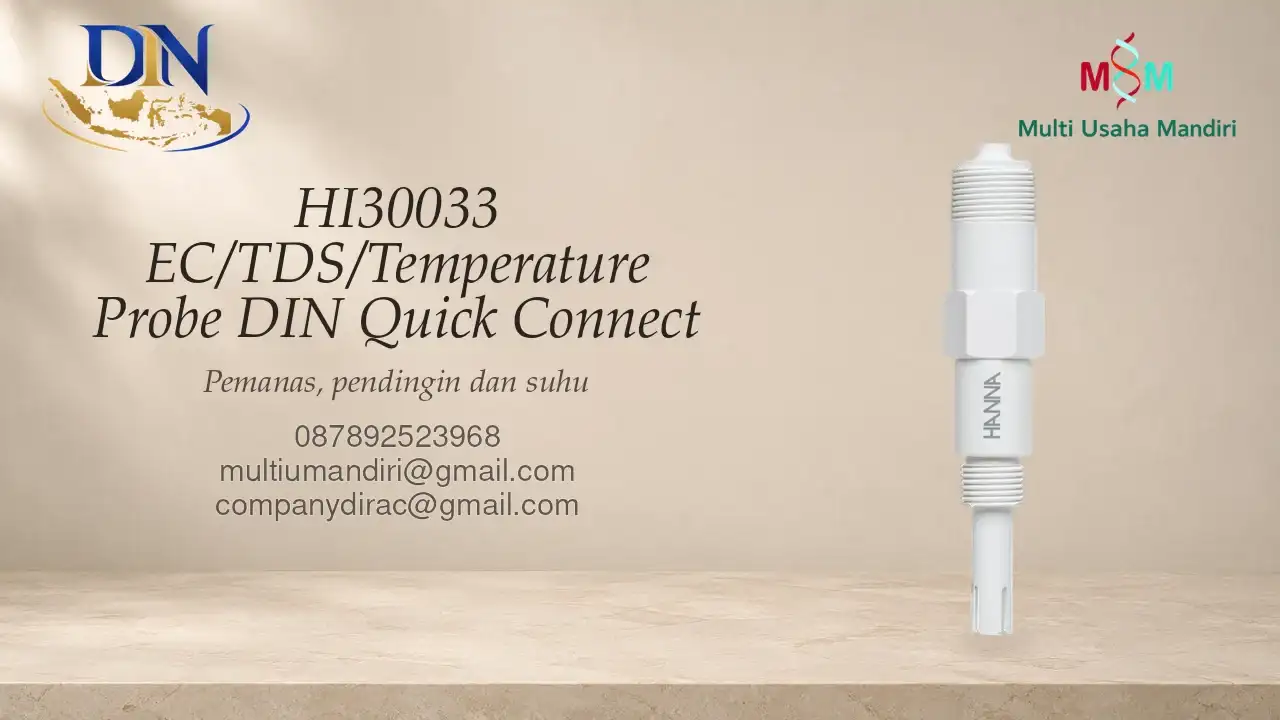 DIN
MSM
Multi Usaha Mandiri
HI30033
EC/TDS/Temperature
Probe DIN Quick Connect
Pemanas, pendingin dan suhu
087892523968
multiumandiri@gmail.com
companydirac@gmail.com
HANNA